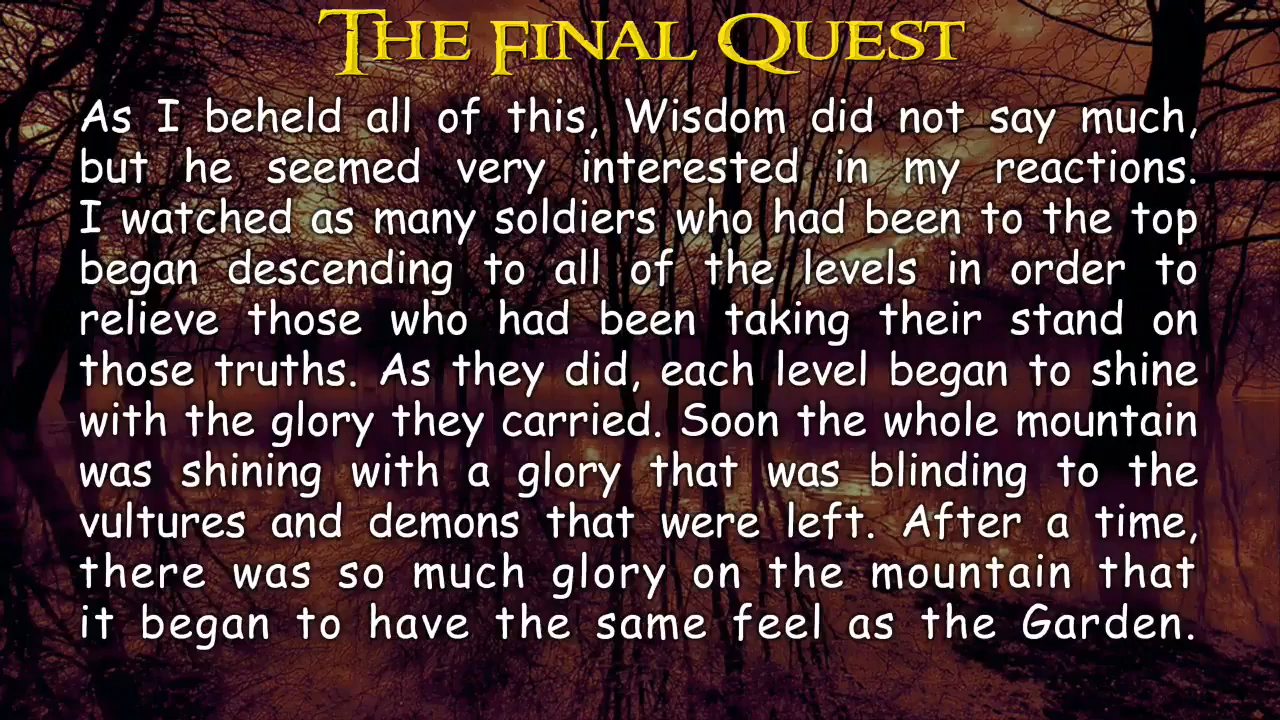 The Final Quest
As I beheld all of this, Wisdom did not say much,
but he seemed very interested in my reactions.
I watched as many soldiers who had been to the top
began descending to all of the levels in order to
relieve those who had been taking their stand on
those truths. As they did, each level began to shine
with the glory they carried. Soon the whole mountain
was shining with a glory that was blinding to the
vultures and demons that were left. After a time,
there was so much glory on the mountain that
it began to have the same feel as the Garden.